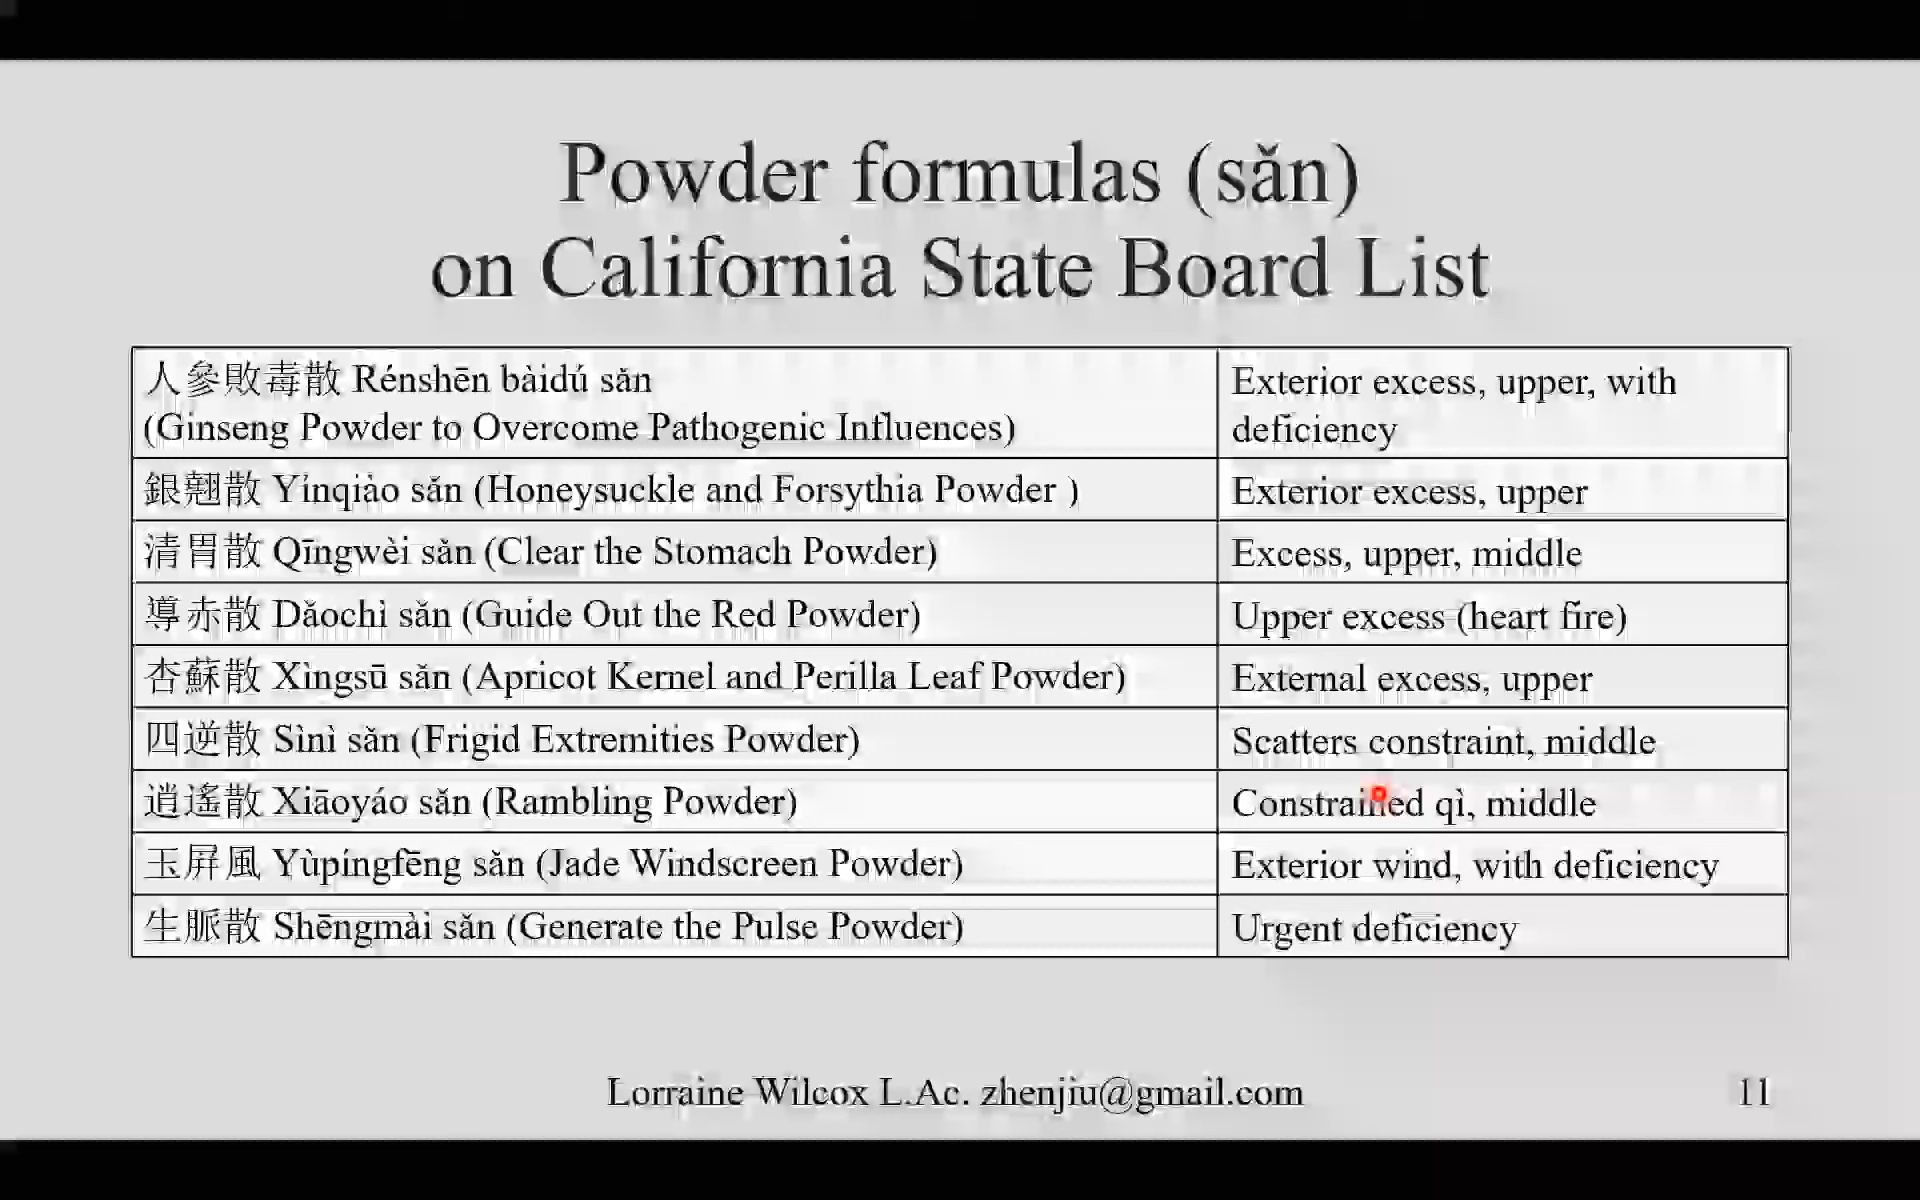 Powder formulas (sǎn)
on California State Board List
人參敗毒散 Rénshēn bàidú sǎn
(Ginseng Powder to Overcome Pathogenic Influences)
Exterior excess, upper, with
deficiency
銀翹散 Yínqiào sǎn (Honeysuckle and Forsythia Powder )
Exterior excess, upper
清胃散 Qīngwèi sǎn (Clear the Stomach Powder)
Excess, upper, middle
導赤散 Dǎochì sǎn (Guide Out the Red Powder)
Upper excess (heart fire)
杏蘇散 Xìngsū sǎn (Apricot Kernel and Perilla Leaf Powder)
External excess, upper
四逆散 Sìnì sǎn (Frigid Extremities Powder)
Scatters constraint, middle
逍遙散 Xiāoyáo sǎn (Rambling Powder)
Constrained qì, middle
玉屏風 Yùpíngfēng sǎn (Jade Windscreen Powder)
Exterior wind, with deficiency
生脈散 Shēngmài sǎn (Generate the Pulse Powder)
Urgent deficiency
Lorraine Wilcox L.Ac. zhenjiu@gmail.com
11